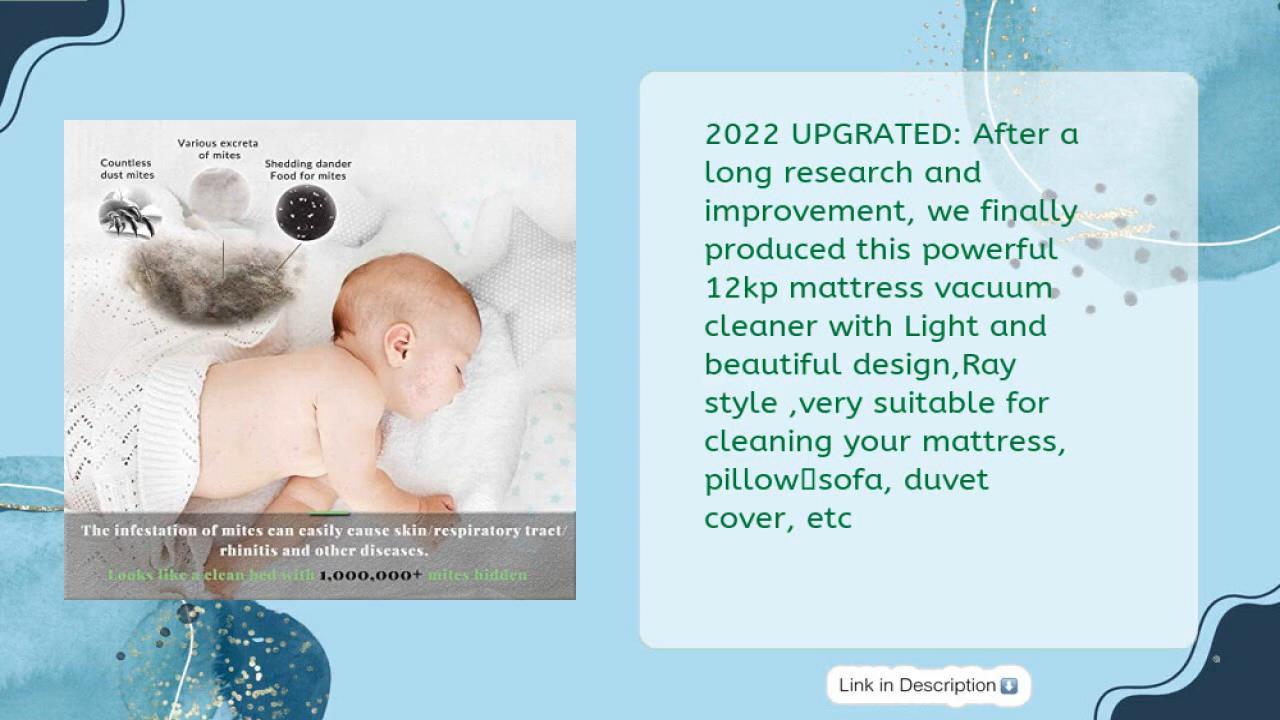 Various excreta
of mites
Countless
dust mites
Shedding dander
Food for mites
The infestation of mites can easily cause skin/respiratory tract/
rhinitis and other diseases.
Looks like a clean bed with 1,000,000+ mites hidden
2022 UPGRATED: After a
long research and
improvement, we finally
produced this powerful
12kp mattress vacuum
cleaner with Light and
beautiful design,Ray
style ,very suitable for
cleaning your mattress,
pillow▯sofa, duvet
cover, etc
Link in Description⬇️